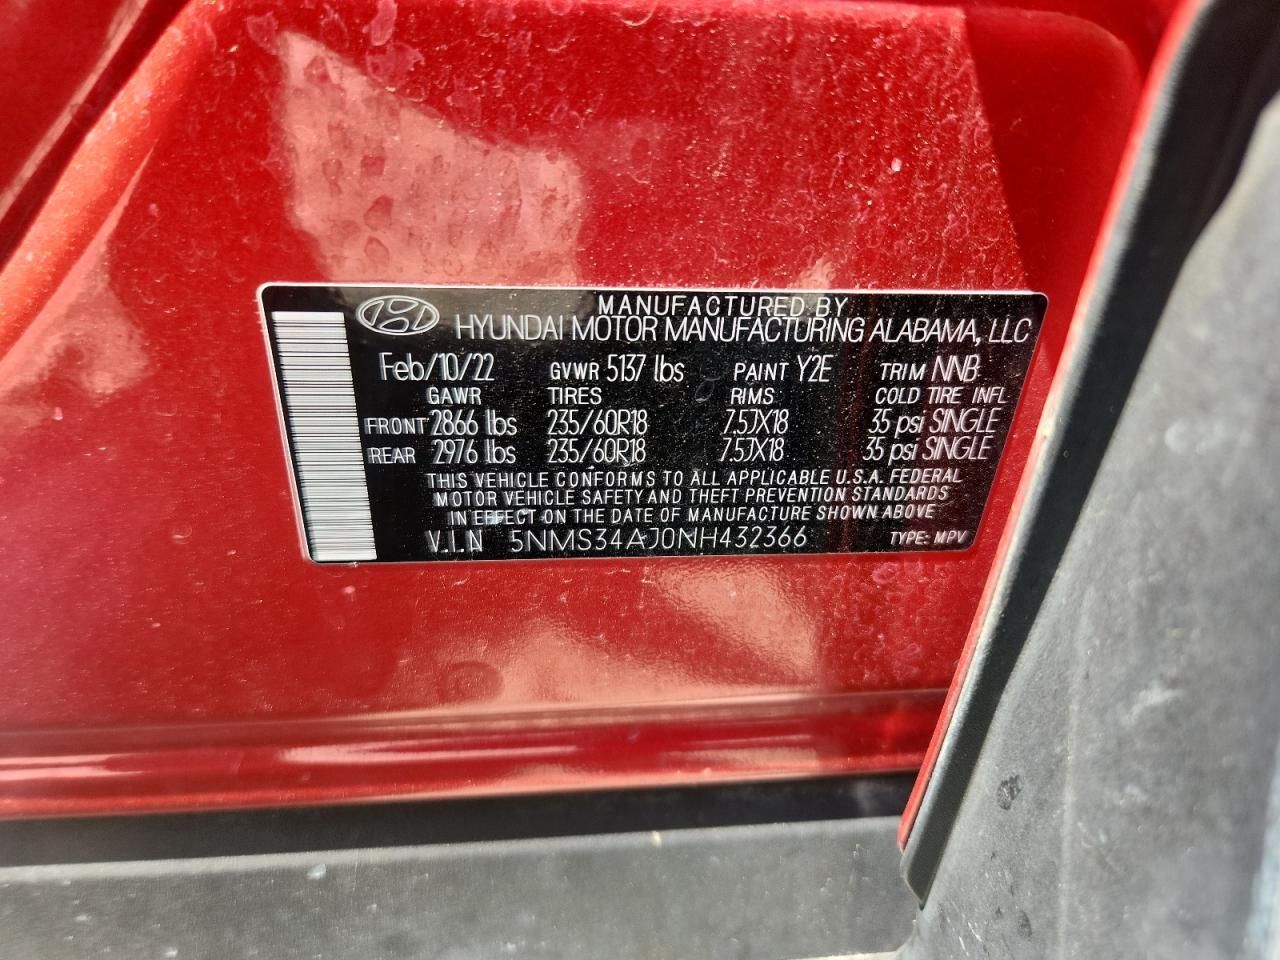 MANUFACTURED BY
HYUNDAI MOTOR MANUFACTURING ALABAMA, LLC
Feb/10/22 GVWR 5137 lbs PAINT Y2E TRIM NNB
GAWR TIRES RIMS COLD TIRE INFL
FRONT 2866 lbs 235/60R18 7.5JX18 35 psi SINGLE
REAR 2976 lbs 235/60R18 7.5JX18 35 psi SINGLE
THIS VEHICLE CONFORMS TO ALL APPLICABLE U.S.A. FEDERAL
MOTOR VEHICLE SAFETY AND THEFT PREVENTION STANDARDS
IN EFFECT ON THE DATE OF MANUFACTURE SHOWN ABOVE
V.I.N 5NMS34AJ0NH432366 TYPE: MPV